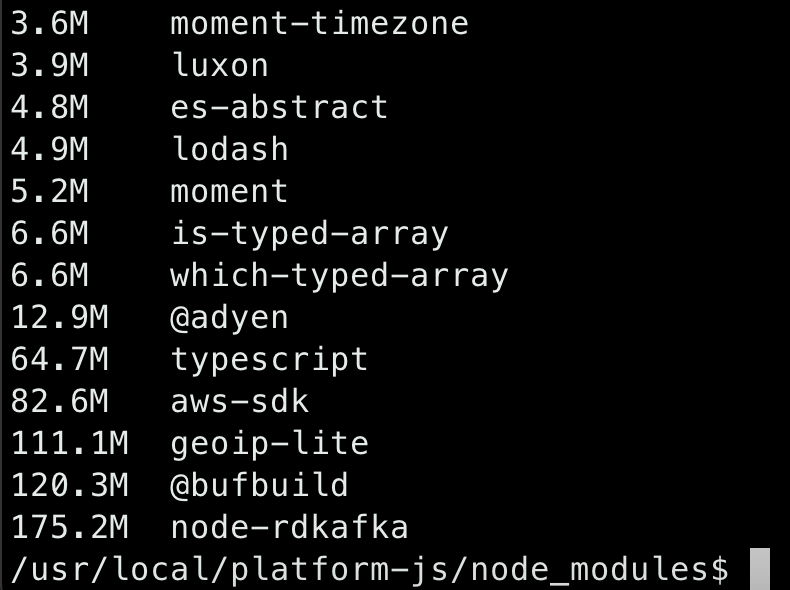 3.6M moment-timezone
3.9M luxon
4.8M es-abstract
4.9M lodash
5.2M moment
6.6M is-typed-array
6.6M which-typed-array
12.9M @adyen
64.7M typescript
82.6M aws-sdk
111.1M geoip-lite
120.3M @bufbuild
175.2M node-rdkafka
/usr/local/platform-js/node_modules$